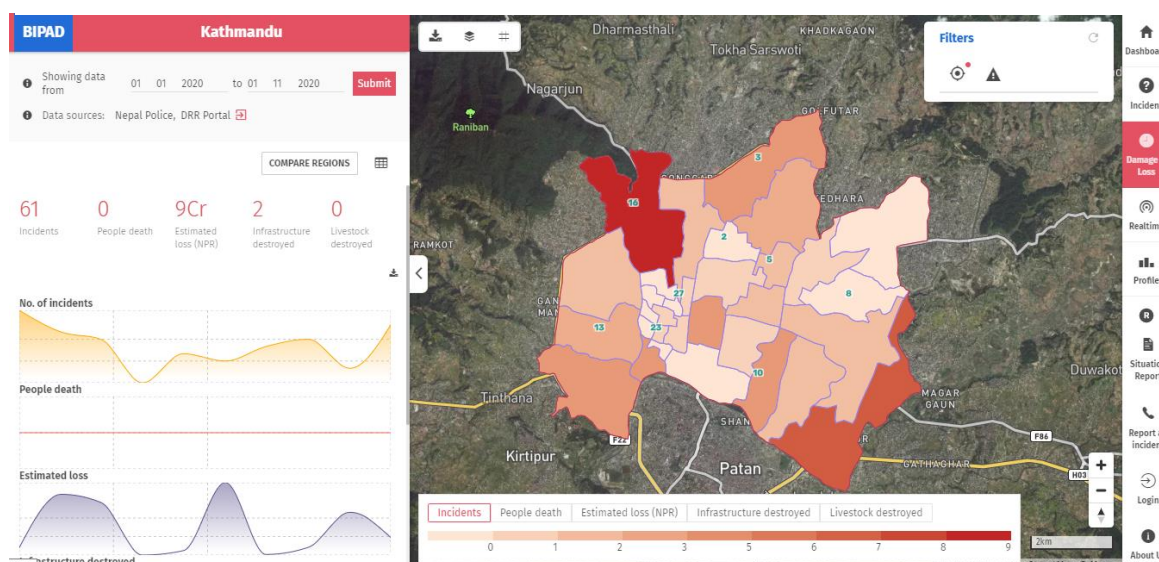 BIPAD
Kathmandu
Showing data from 01 01 2020 to 01 11 2020 Submit
Data sources: Nepal Police, DRR Portal
COMPARE REGIONS
61 0 9Cr 2 0
Incidents People death Estimated loss (NPR) Infrastructure destroyed Livestock destroyed
No. of incidents
People death
Estimated loss
Infrastructure destroyed
Dharmasthali
KHADKAGAON
Tokha Sarswoti
Nagarjun
Raniban
3
16
2
5
27
8
23
13
10
MAGAR
GAUN
Duwakot
Tinthana
F22
SHAN
F86
Kirtipur
Patan
H03
Filters
Incidents People death Estimated loss (NPR) Infrastructure destroyed Livestock destroyed
0 1 2 3 5 6 7 8 9
2km
Dashboa
Inciden
Damage
Loss
Realtim
Profile
R
Situatio
Report
Report a
inciden
Login
About U